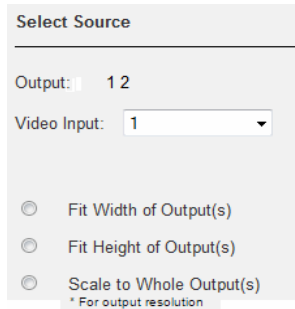 Select Source
Output: 1 2
Video Input: 1
Fit Width of Output(s)
Fit Height of Output(s)
Scale to Whole Output(s)
* For output resolution